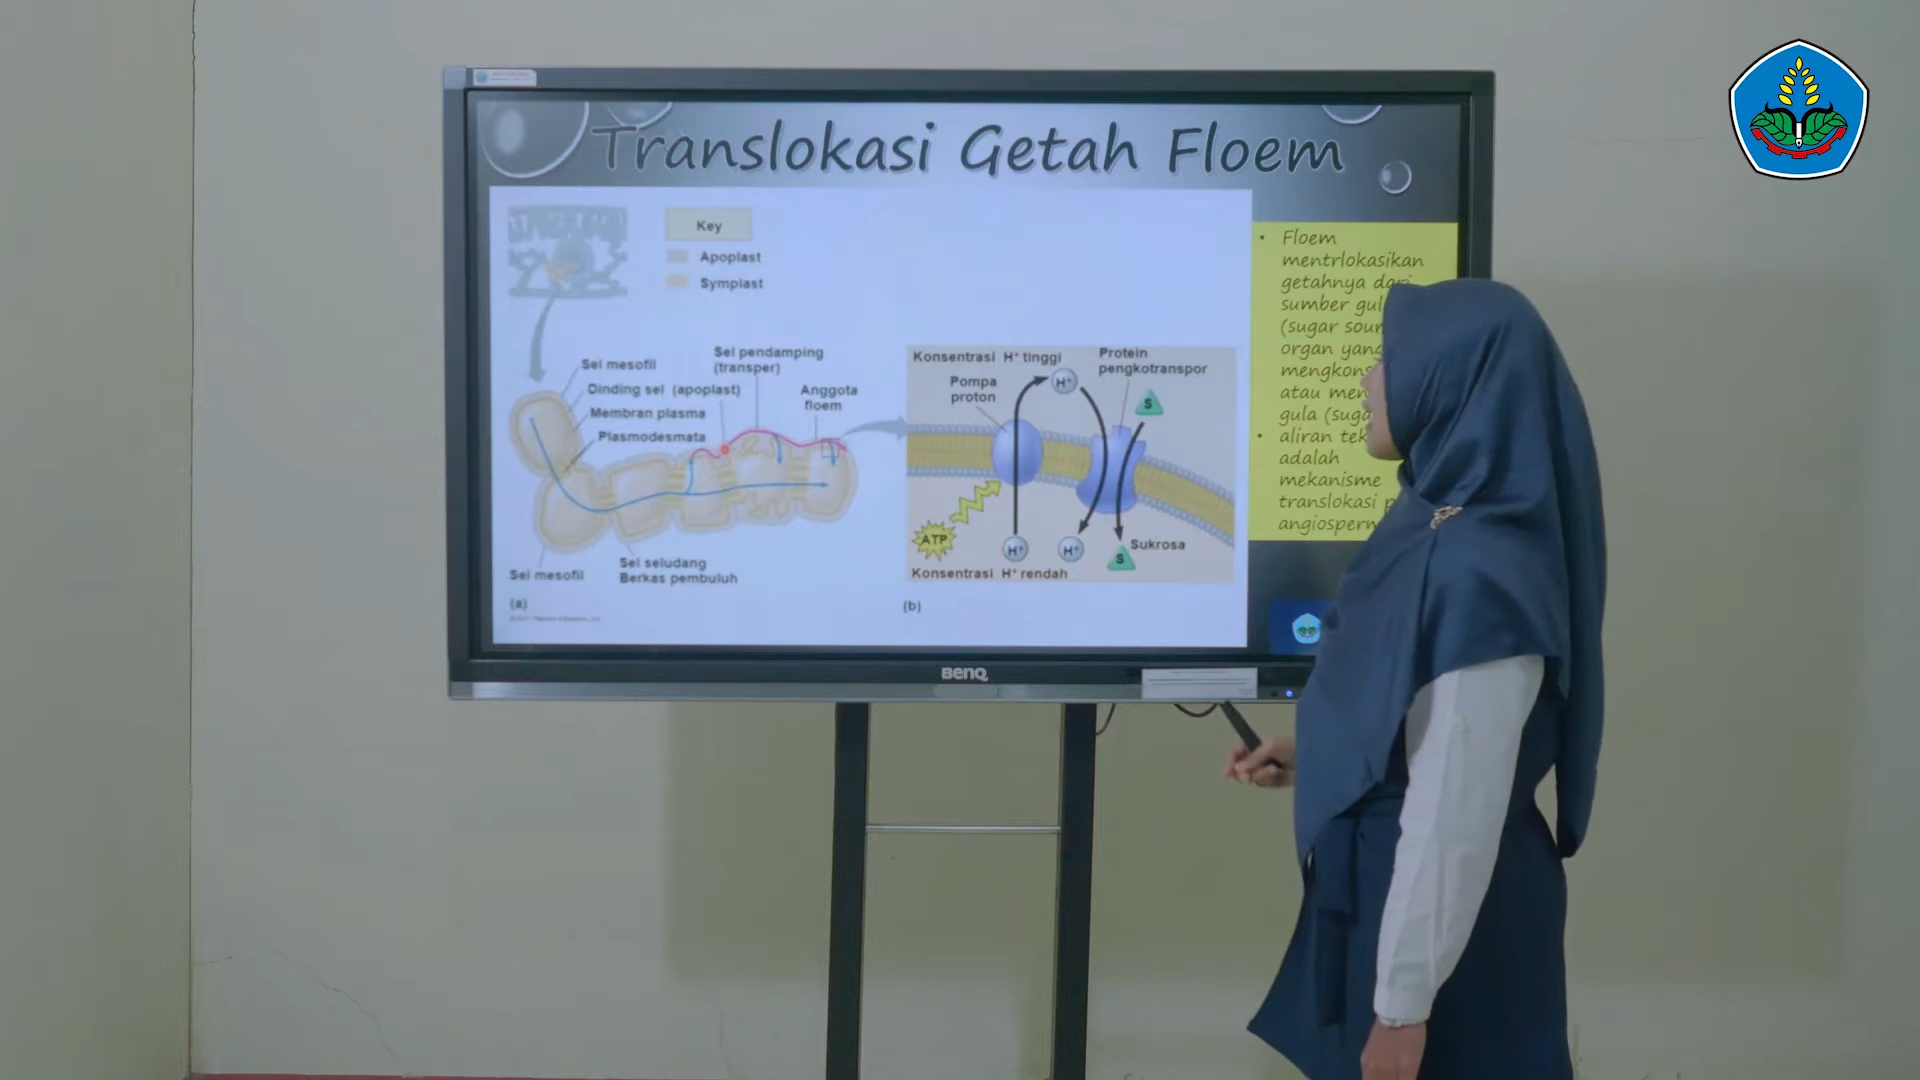 Translokasi Getah Floem
Key
Apoplast
Symplast
Sel mesofil
Dinding sel (apoplast)
Membran plasma
Plasmodesmata
Sel pendamping
(transper)
Anggota
floem
Sel mesofil
Sel seludang
Berkas pembuluh
(a)
Konsentrasi H+ tinggi
Pompa
proton
Protein
pengkotranspor
H+
S
ATP
H+
H+
S
Sukrosa
Konsentrasi H+ rendah
(b)
• Floem
mentrlokasikan
getahnya dari
sumber
(sugar
organ
atau
gula
• aliran
adalah
mekanisme
translokasi
BenQ